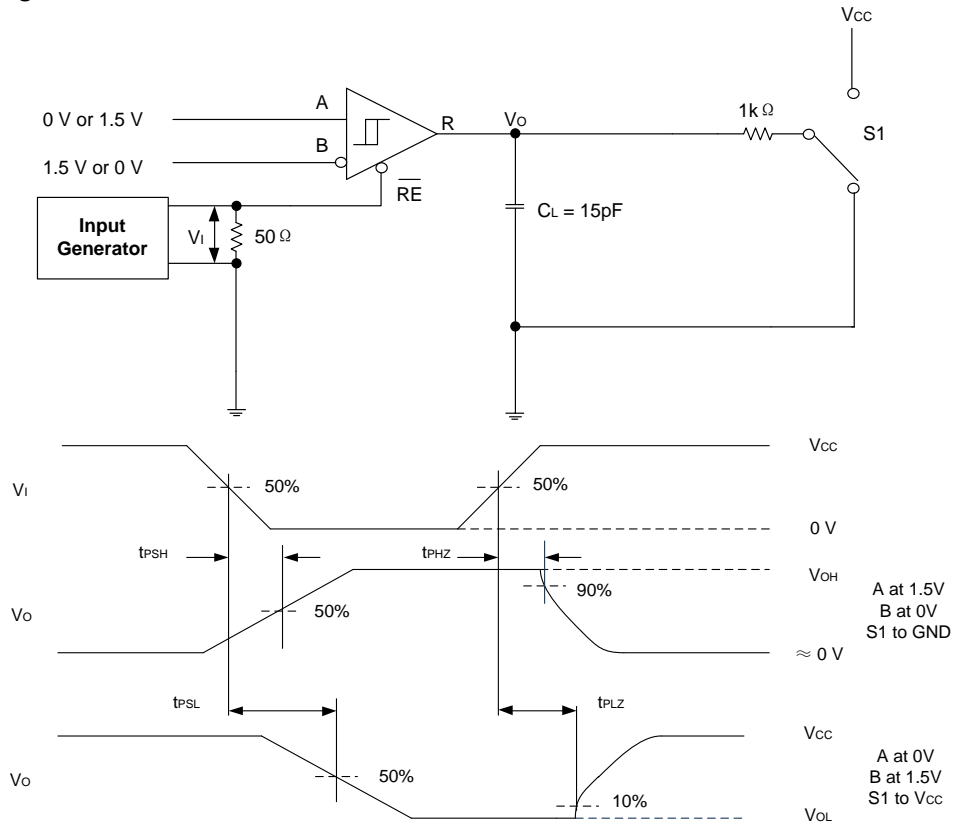 VCC
0 V or 1.5 V
A
1.5 V or 0 V
B
R
VO
1k Ω
S1
RE
Input
Generator
VI
50 Ω
CL = 15pF
VI
50%
50%
VCC
0 V
tPSH
tPHZ
VO
50%
90%
VOH
≈ 0 V
A at 1.5V
B at 0V
S1 to GND
tPSL
tPLZ
VO
50%
10%
VCC
VOL
A at 0V
B at 1.5V
S1 to VCC